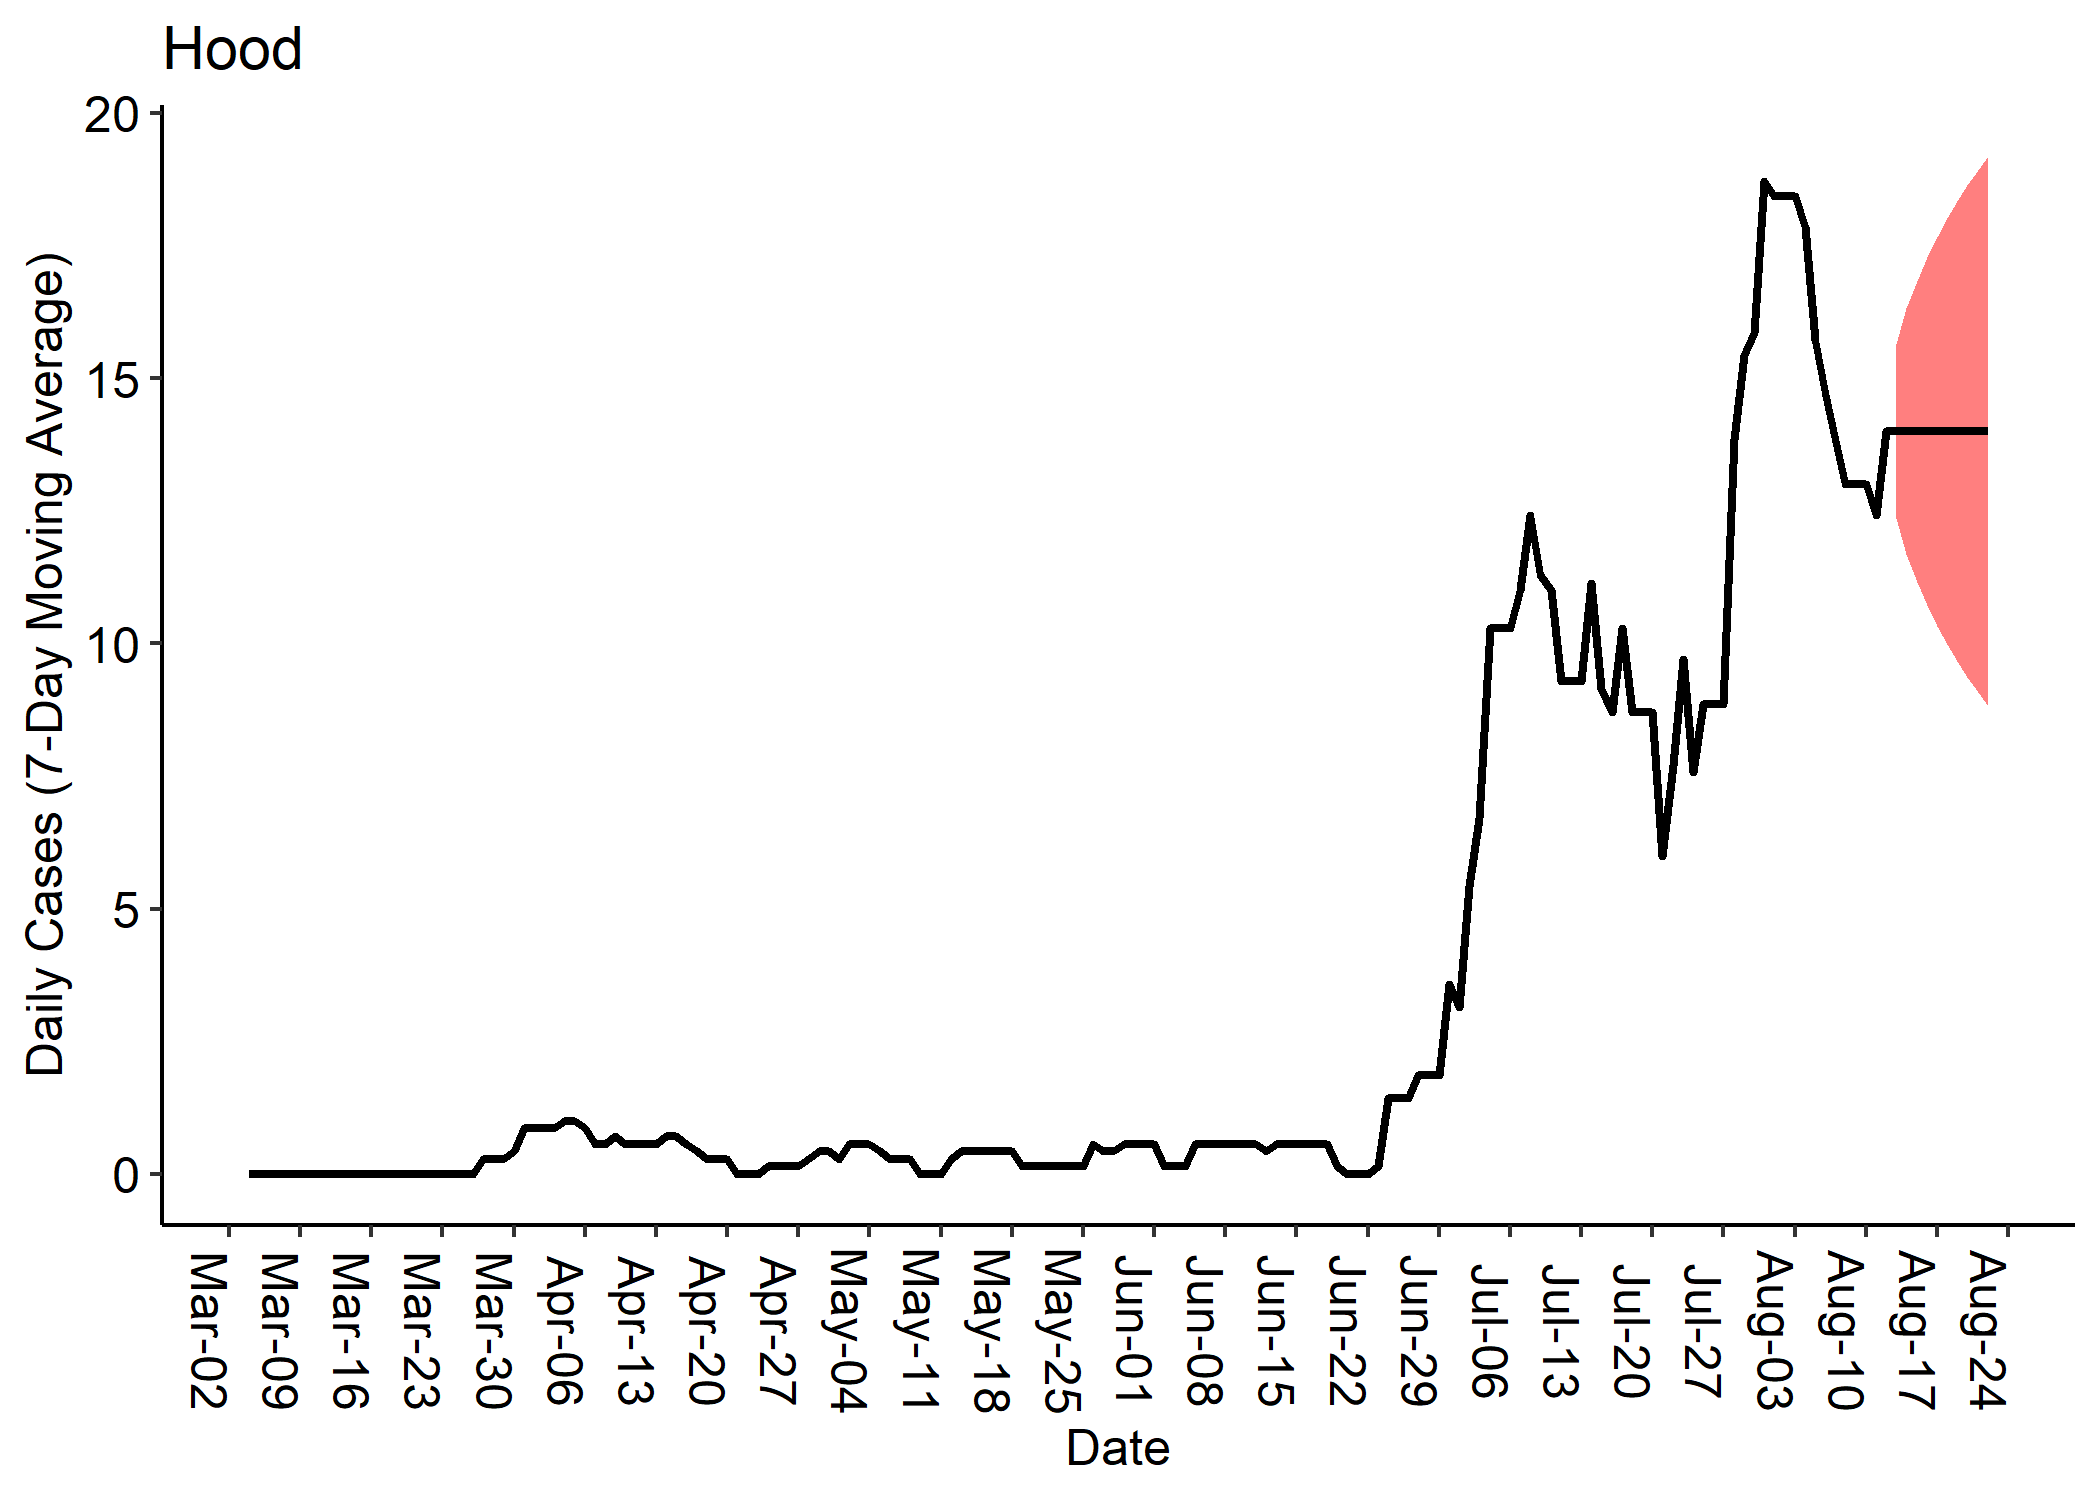 Hood
Daily Cases (7-Day Moving Average)
20
15
10
5
0
Mar-02
Mar-09
Mar-16
Mar-23
Mar-30
Apr-06
Apr-13
Apr-20
Apr-27
May-04
May-11
May-18
May-25
Jun-01
Jun-08
Jun-15
Jun-22
Jun-29
Jul-06
Jul-13
Jul-20
Jul-27
Aug-03
Aug-10
Aug-17
Aug-24
Date